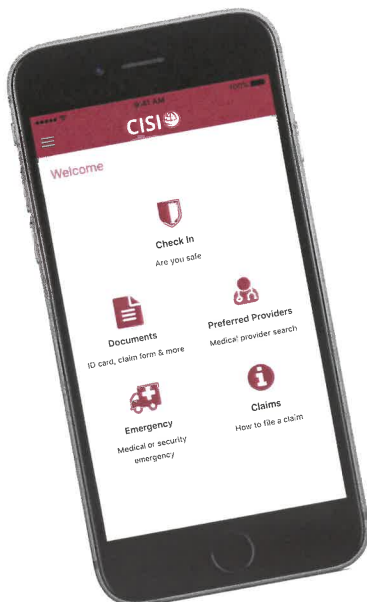 9:41 AM
100%
CISI
Welcome
Check In
Are you safe
Documents
ID card, claim form & more
Preferred Providers
Medical provider search
Emergency
Medical or security
emergency
Claims
How to file a claim